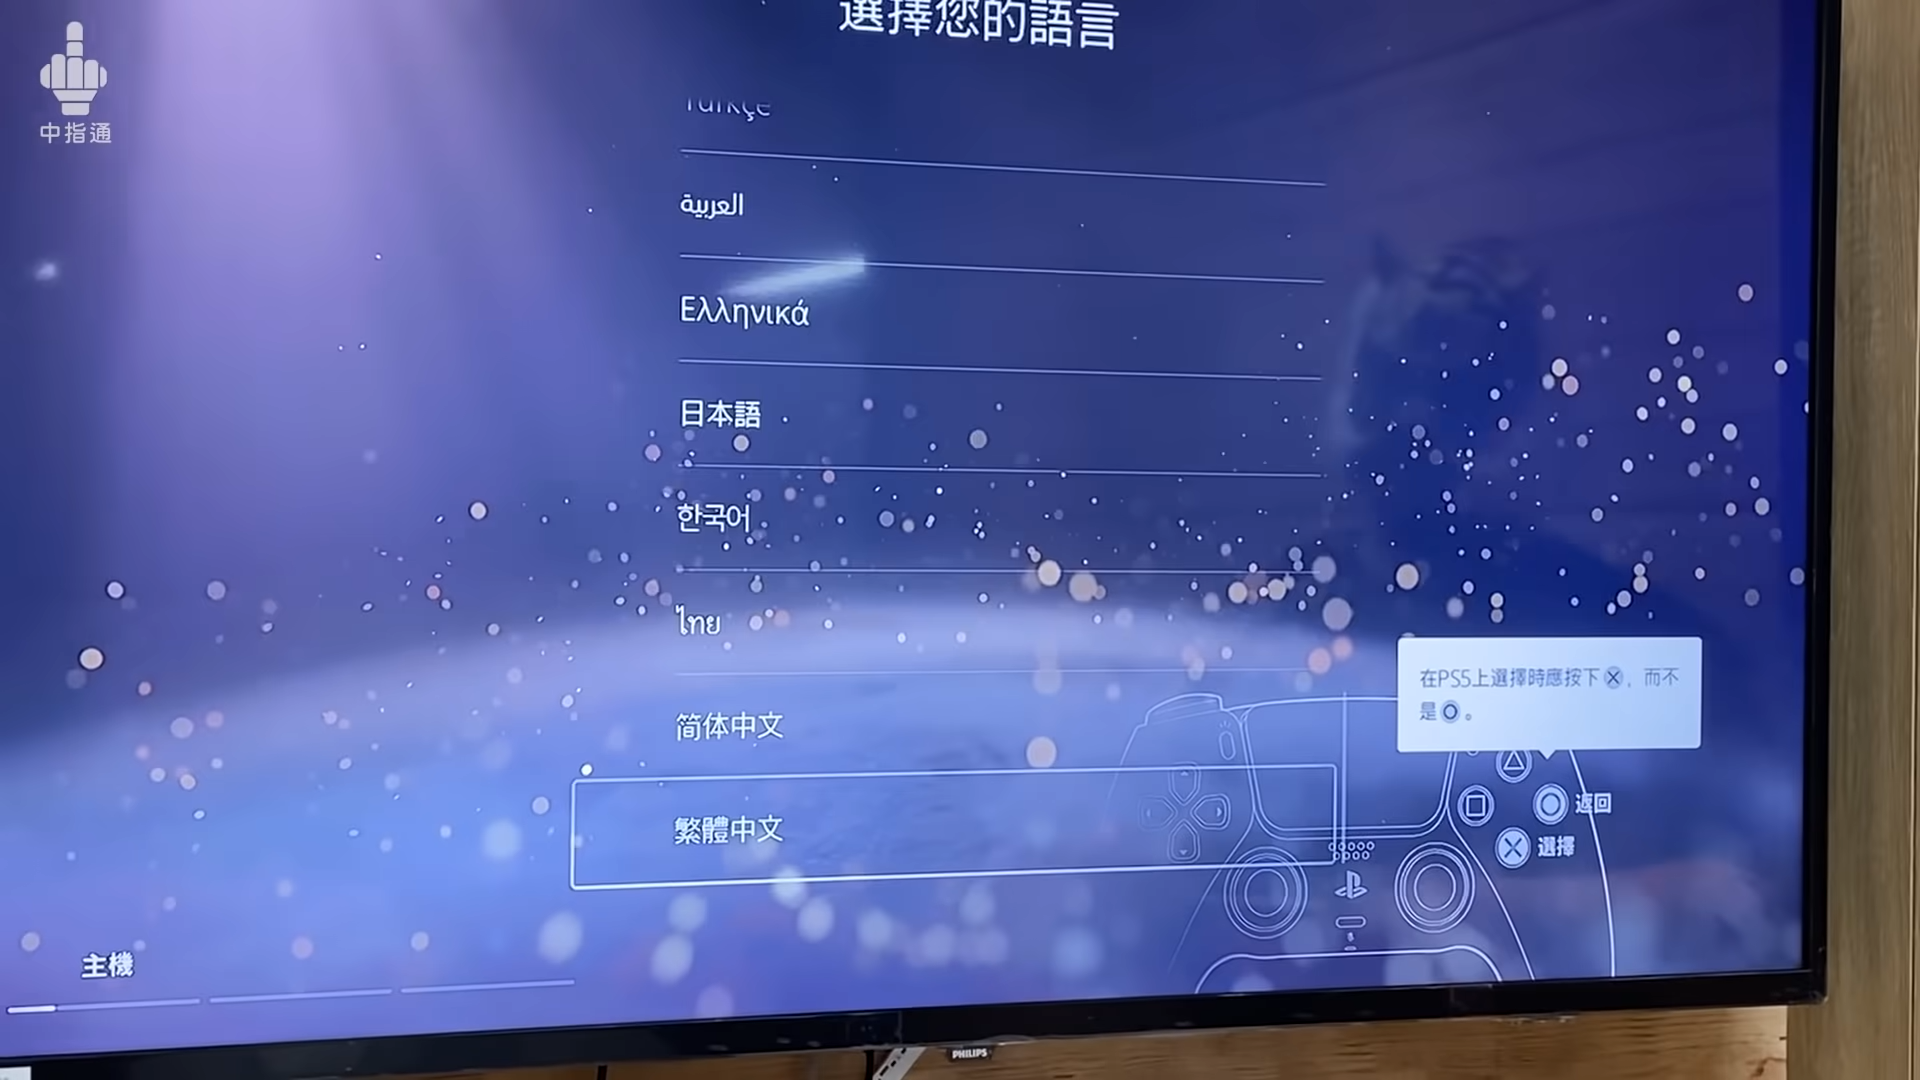 選擇您的語言
中指通
Türkçe
العربية
Ελληνικά
日本語
한국어
ไทย
简体中文
繁體中文
在PS5上選擇時應按下ⓧ，而不
是◯。
返回
選擇
主機
PHILIPS